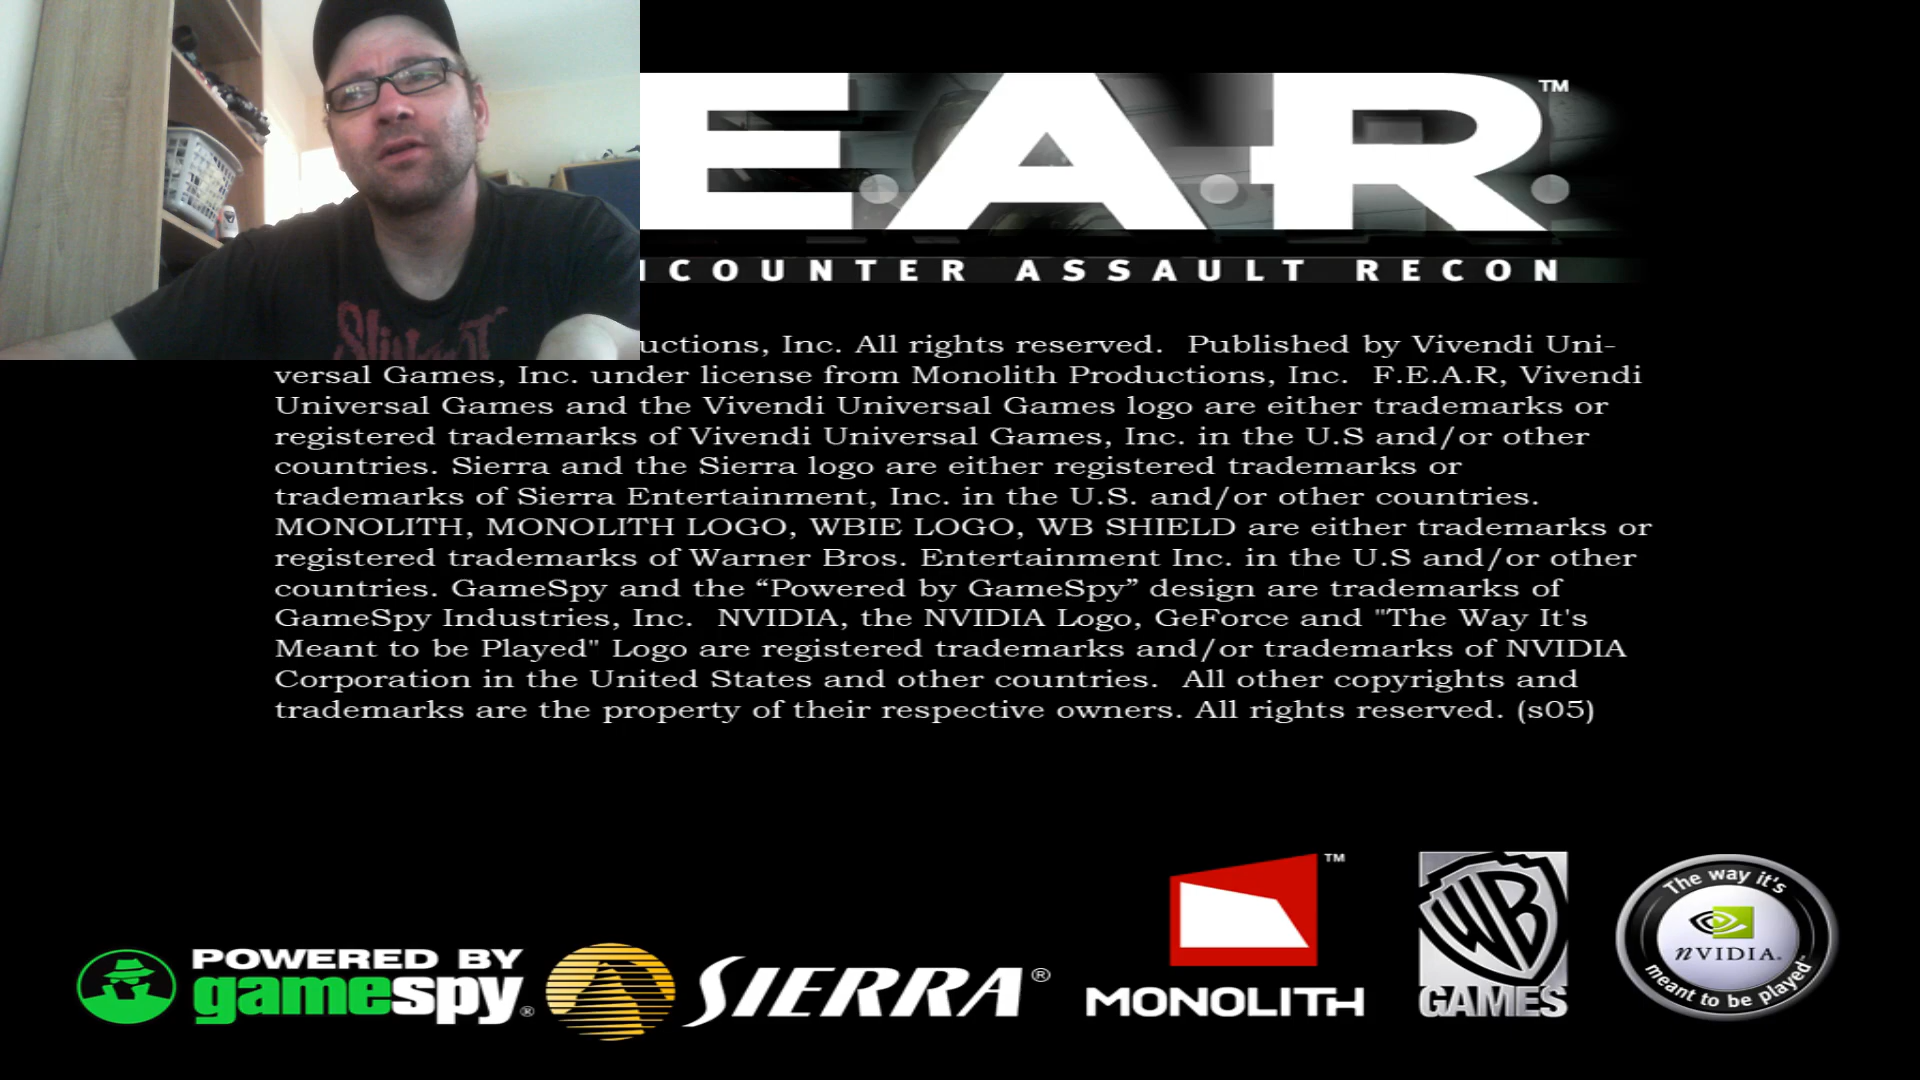 E.A.R.™
COUNTER ASSAULT RECON
Slipknot
uctions, Inc. All rights reserved.  Published by Vivendi Uni-
versal Games, Inc. under license from Monolith Productions, Inc.  F.E.A.R, Vivendi
Universal Games and the Vivendi Universal Games logo are either trademarks or
registered trademarks of Vivendi Universal Games, Inc. in the U.S and/or other
countries. Sierra and the Sierra logo are either registered trademarks or
trademarks of Sierra Entertainment, Inc. in the U.S. and/or other countries.
MONOLITH, MONOLITH LOGO, WBIE LOGO, WB SHIELD are either trademarks or
registered trademarks of Warner Bros. Entertainment Inc. in the U.S and/or other
countries. GameSpy and the “Powered by GameSpy” design are trademarks of
GameSpy Industries, Inc.  NVIDIA, the NVIDIA Logo, GeForce and "The Way It's
Meant to be Played" Logo are registered trademarks and/or trademarks of NVIDIA
Corporation in the United States and other countries.  All other copyrights and
trademarks are the property of their respective owners. All rights reserved. (s05)
POWERED BY
gamespy®
SIERRA®
™
MONOLITH
WB
GAMES
The way it's
nVIDIA.
meant to be played™